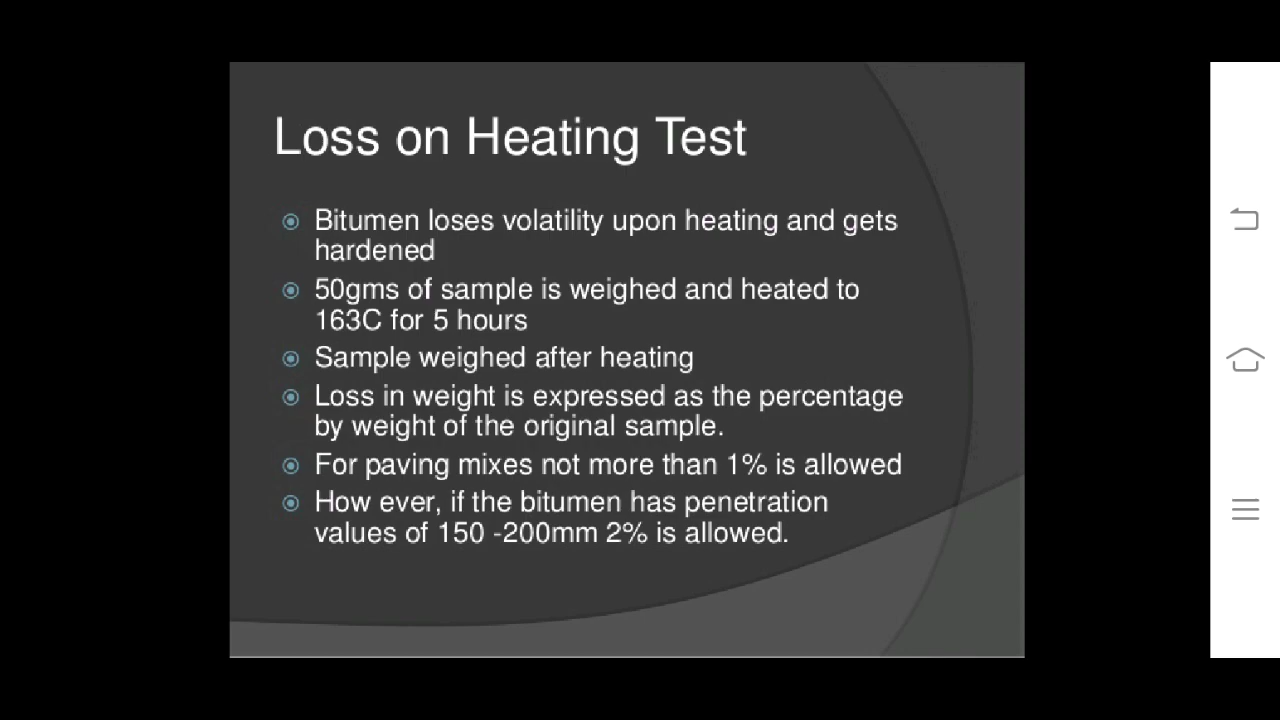 Loss on Heating Test
Bitumen loses volatility upon heating and gets
hardened
50gms of sample is weighed and heated to
163C for 5 hours
Sample weighed after heating
Loss in weight is expressed as the percentage
by weight of the original sample.
For paving mixes not more than 1% is allowed
How ever, if the bitumen has penetration
values of 150 -200mm 2% is allowed.